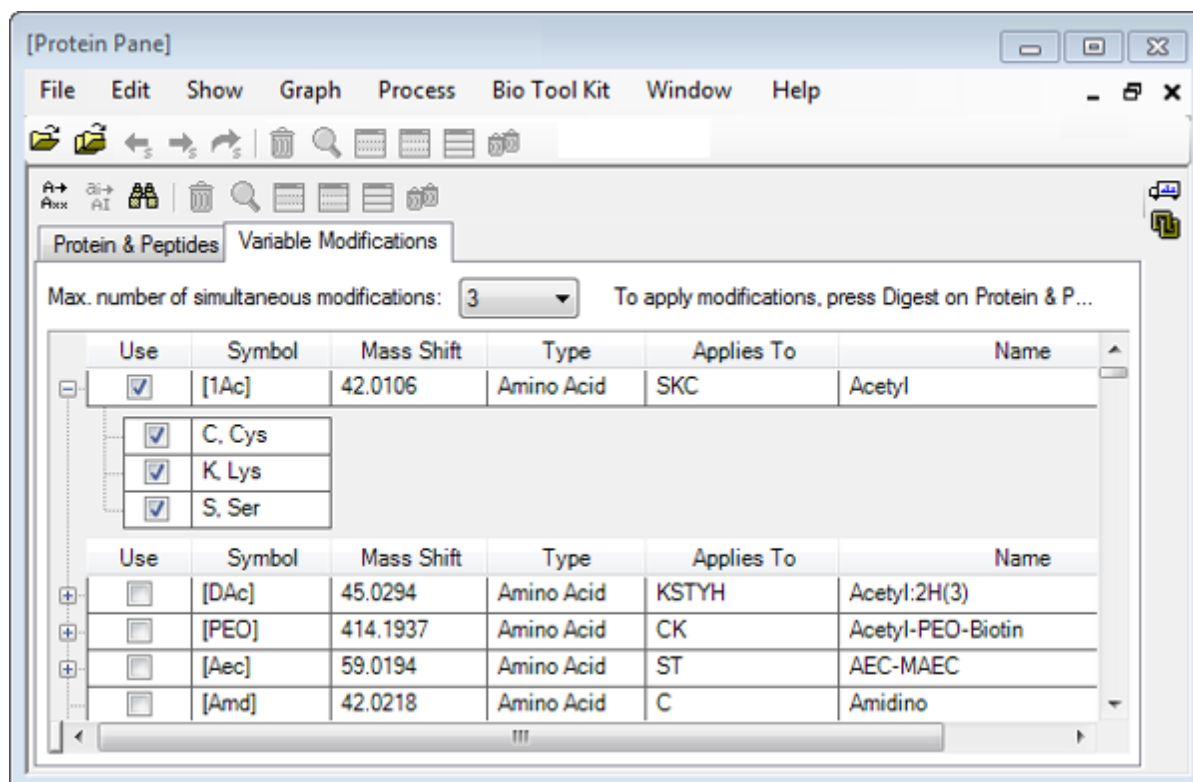 [Protein Pane]
File Edit Show Graph Process Bio Tool Kit Window Help
Protein & Peptides Variable Modifications
Max. number of simultaneous modifications: 3 To apply modifications, press Digest on Protein & P...
Use Symbol Mass Shift Type Applies To Name
[1Ac] 42.0106 Amino Acid SKC Acetyl
C, Cys
K, Lys
S, Ser
Use Symbol Mass Shift Type Applies To Name
[DAc] 45.0294 Amino Acid KSTYH Acetyl:2H(3)
[PEO] 414.1937 Amino Acid CK Acetyl-PEO-Biotin
[Aec] 59.0194 Amino Acid ST AEC-MAEC
[Amd] 42.0218 Amino Acid C Amidino